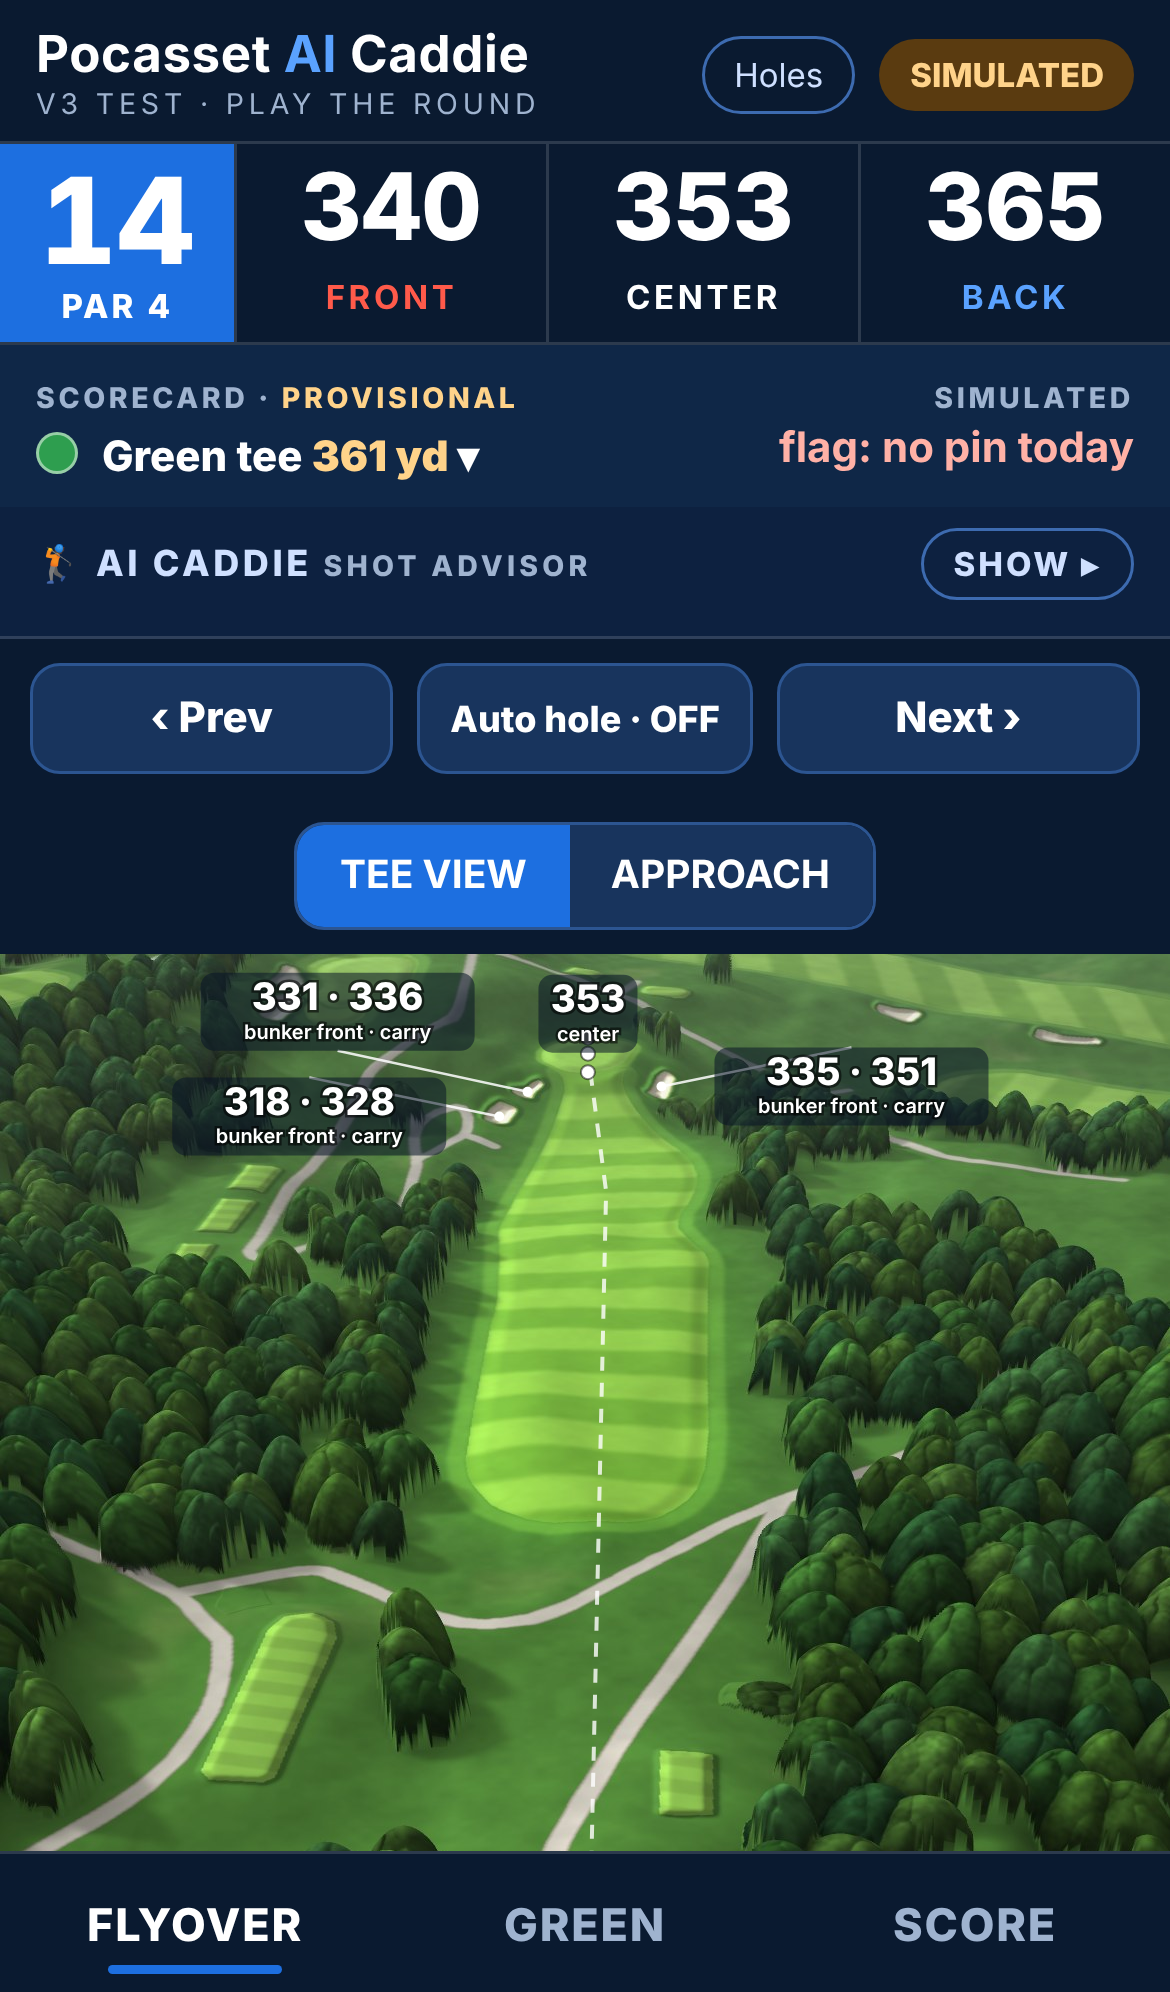 Pocasset AI Caddie
V3 TEST · PLAY THE ROUND
Holes
SIMULATED
14
PAR 4
340
FRONT
353
CENTER
365
BACK
SCORECARD · PROVISIONAL
Green tee 361 yd ▾
SIMULATED
flag: no pin today
AI CADDIE SHOT ADVISOR
SHOW ▸
‹ Prev
Auto hole · OFF
Next ›
TEE VIEW
APPROACH
331 · 336
bunker front · carry
353
center
335 · 351
bunker front · carry
318 · 328
bunker front · carry
FLYOVER
GREEN
SCORE